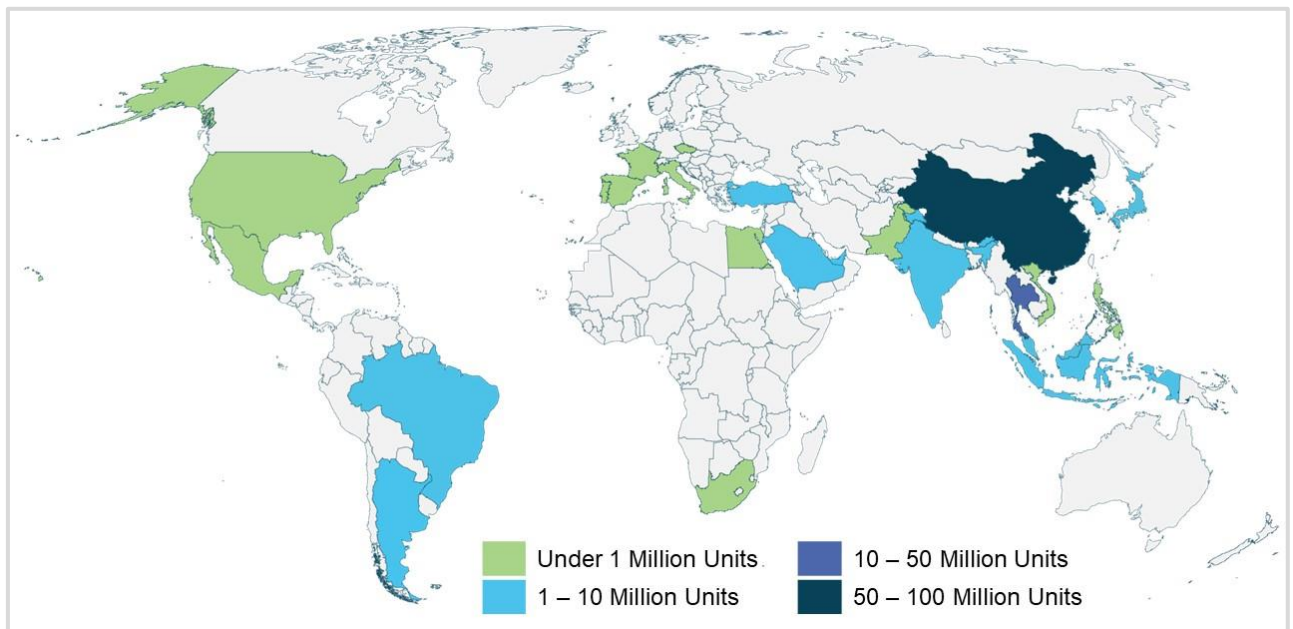 Under 1 Million Units
1 – 10 Million Units
10 – 50 Million Units
50 – 100 Million Units